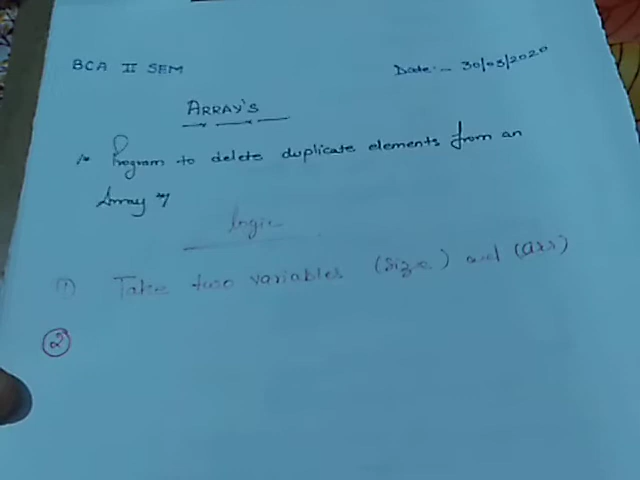 BCA II SEM
Date:- 30/03/2020
ARRAY'S
/* Program to delete duplicate elements from an
Array */
logic
① Take two variables (size) and (arr)
②